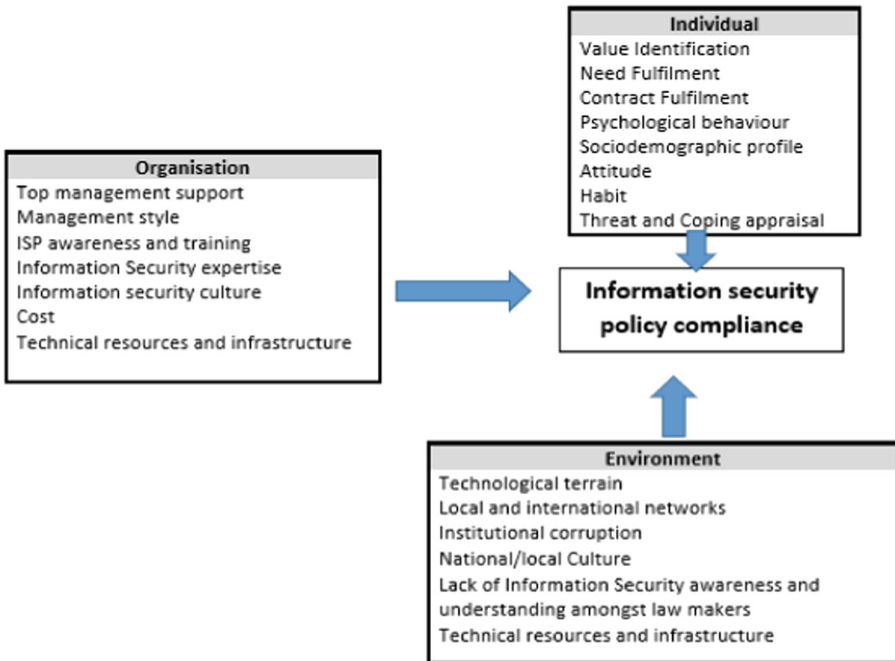 Individual
Value Identification
Need Fulfilment
Contract Fulfilment
Psychological behaviour
Sociodemographic profile
Attitude
Habit
Threat and Coping appraisal
Organisation
Top management support
Management style
ISP awareness and training
Information Security expertise
Information security culture
Cost
Technical resources and infrastructure
Information security
policy compliance
Environment
Technological terrain
Local and international networks
Institutional corruption
National/local Culture
Lack of Information Security awareness and
understanding amongst law makers
Technical resources and infrastructure